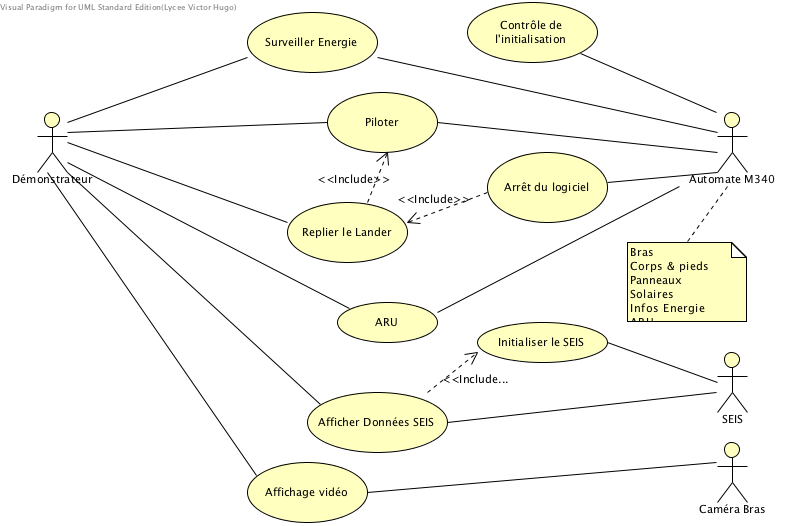 Visual Paradigm for UML Standard Edition(Lycee Victor Hugo)
Surveiller Energie
Contrôle de
l'initialisation
Piloter
Démonstrateur
<<Include>>
Automate M340
Arrêt du logiciel
<<Include>>
Replier le Lander
Bras
Corps & pieds
Panneaux
Solaires
Infos Energie
ARU
ARU
Initialiser le SEIS
<<Include...
Afficher Données SEIS
SEIS
Affichage vidéo
Caméra Bras